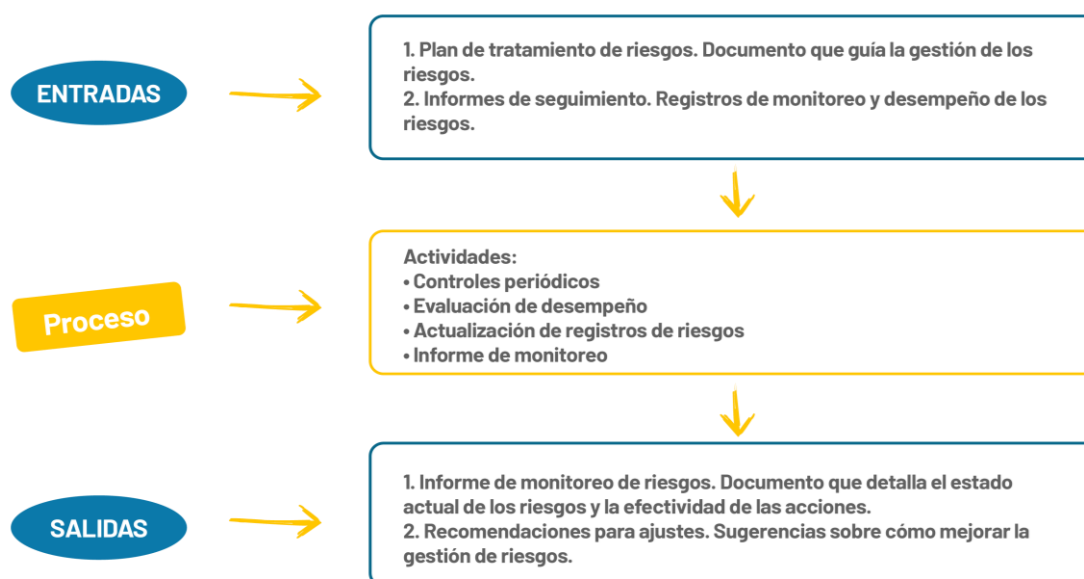 ENTRADAS
1. Plan de tratamiento de riesgos. Documento que guía la gestión de los
riesgos.
2. Informes de seguimiento. Registros de monitoreo y desempeño de los
riesgos.
Proceso
Actividades:
• Controles periódicos
• Evaluación de desempeño
• Actualización de registros de riesgos
• Informe de monitoreo
SALIDAS
1. Informe de monitoreo de riesgos. Documento que detalla el estado
actual de los riesgos y la efectividad de las acciones.
2. Recomendaciones para ajustes. Sugerencias sobre cómo mejorar la
gestión de riesgos.